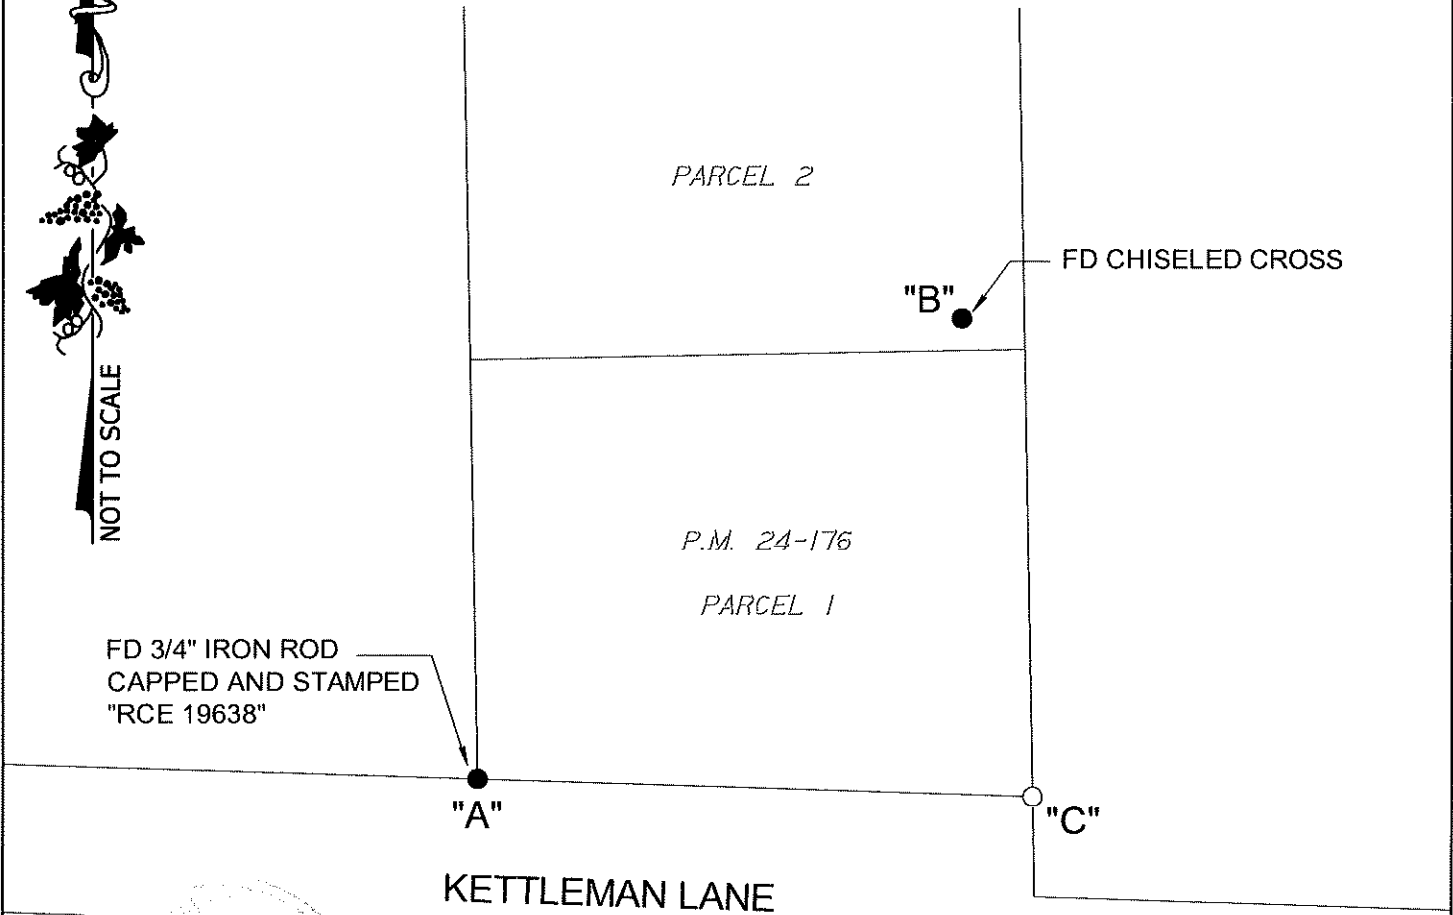 PARCEL 2
FD CHISELED CROSS
"B"
NOT TO SCALE
P.M. 24-176
PARCEL 1
FD 3/4" IRON ROD
CAPPED AND STAMPED
"RCE 19638"
"A"
"C"
KETTLEMAN LANE